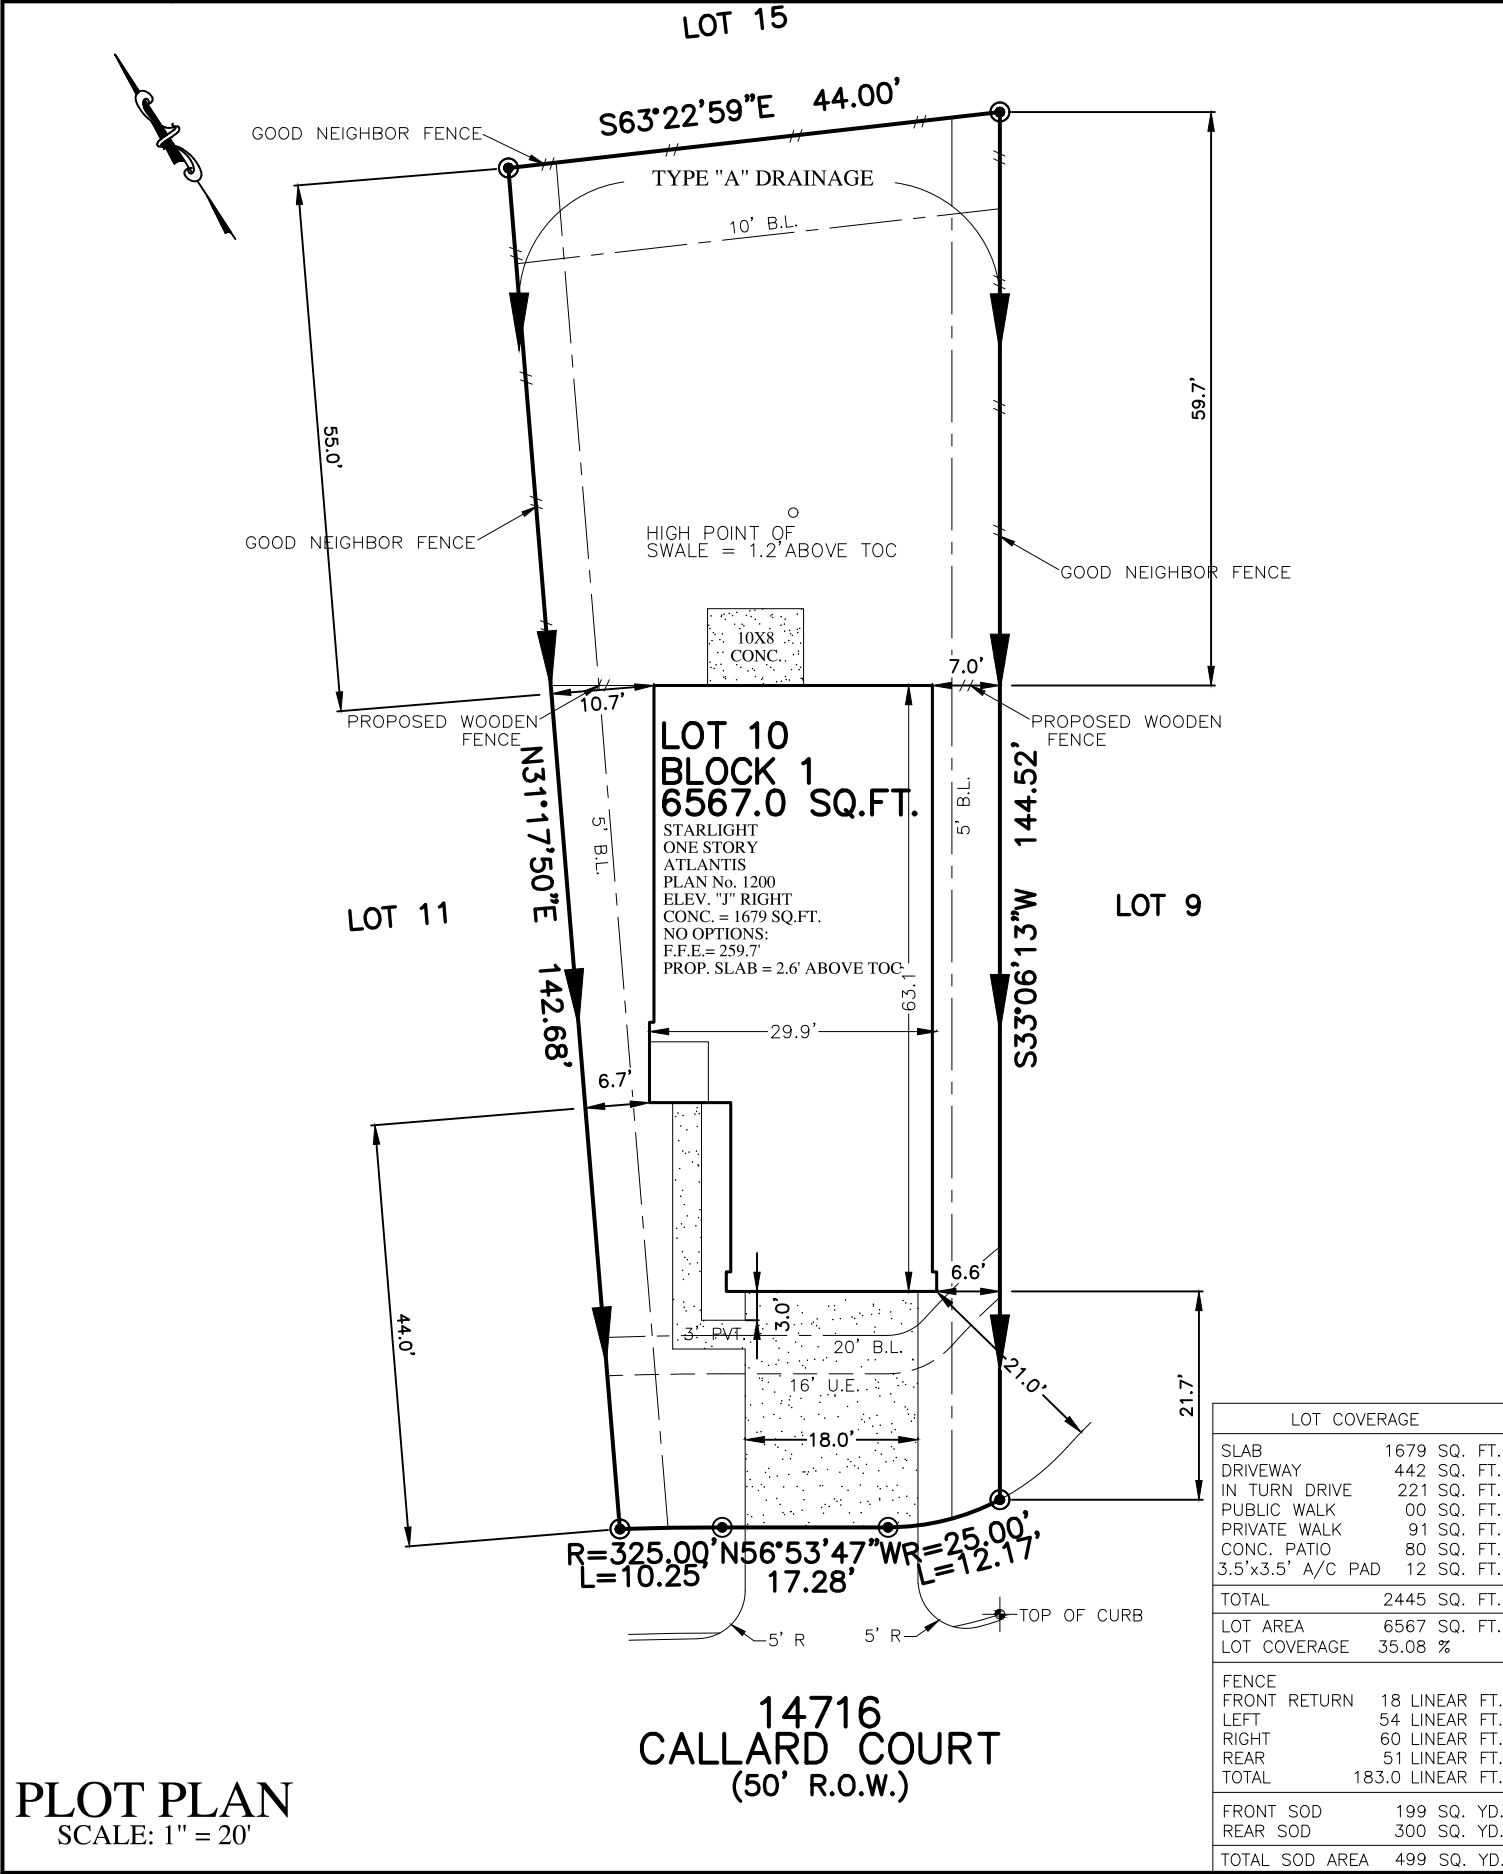 LOT 15
S63°22'59"E 44.00'
GOOD NEIGHBOR FENCE
TYPE "A" DRAINAGE
10' B.L.
59.7'
55.0'
HIGH POINT OF
SWALE = 1.2' ABOVE TOC
GOOD NEIGHBOR FENCE
GOOD NEIGHBOR FENCE
10X8
CONC.
7.0'
10.7'
PROPOSED WOODEN
FENCE
PROPOSED WOODEN
FENCE
LOT 10
BLOCK 1
6567.0 SQ.FT.
STARLIGHT
ONE STORY
ATLANTIS
PLAN No. 1200
ELEV. "J" RIGHT
CONC. = 1679 SQ.FT.
NO OPTIONS:
F.F.E.= 259.7'
PROP. SLAB = 2.6' ABOVE TOC
N31°17'50"E 142.68'
5' B.L.
5' B.L.
S33°06'13"W 144.52'
LOT 11
LOT 9
63.1
29.9'
6.7'
6.6'
3.0'
3' PVT.
20' B.L.
16' U.E.
21.0'
44.0'
21.7'
18.0'
R=325.00'
L=10.25'
N56°53'47"W
17.28'
R=25.00'
L=12.17'
TOP OF CURB
5' R
5' R
14716
CALLARD COURT
(50' R.O.W.)
PLOT PLAN
SCALE: 1" = 20'
LOT COVERAGE
SLAB 1679 SQ. FT.
DRIVEWAY 442 SQ. FT.
IN TURN DRIVE 221 SQ. FT.
PUBLIC WALK 00 SQ. FT.
PRIVATE WALK 91 SQ. FT.
CONC. PATIO 80 SQ. FT.
3.5'x3.5' A/C PAD 12 SQ. FT.
TOTAL 2445 SQ. FT.
LOT AREA 6567 SQ. FT.
LOT COVERAGE 35.08 %
FENCE
FRONT RETURN 18 LINEAR FT.
LEFT 54 LINEAR FT.
RIGHT 60 LINEAR FT.
REAR 51 LINEAR FT.
TOTAL 183.0 LINEAR FT.
FRONT SOD 199 SQ. YD.
REAR SOD 300 SQ. YD.
TOTAL SOD AREA 499 SQ. YD.